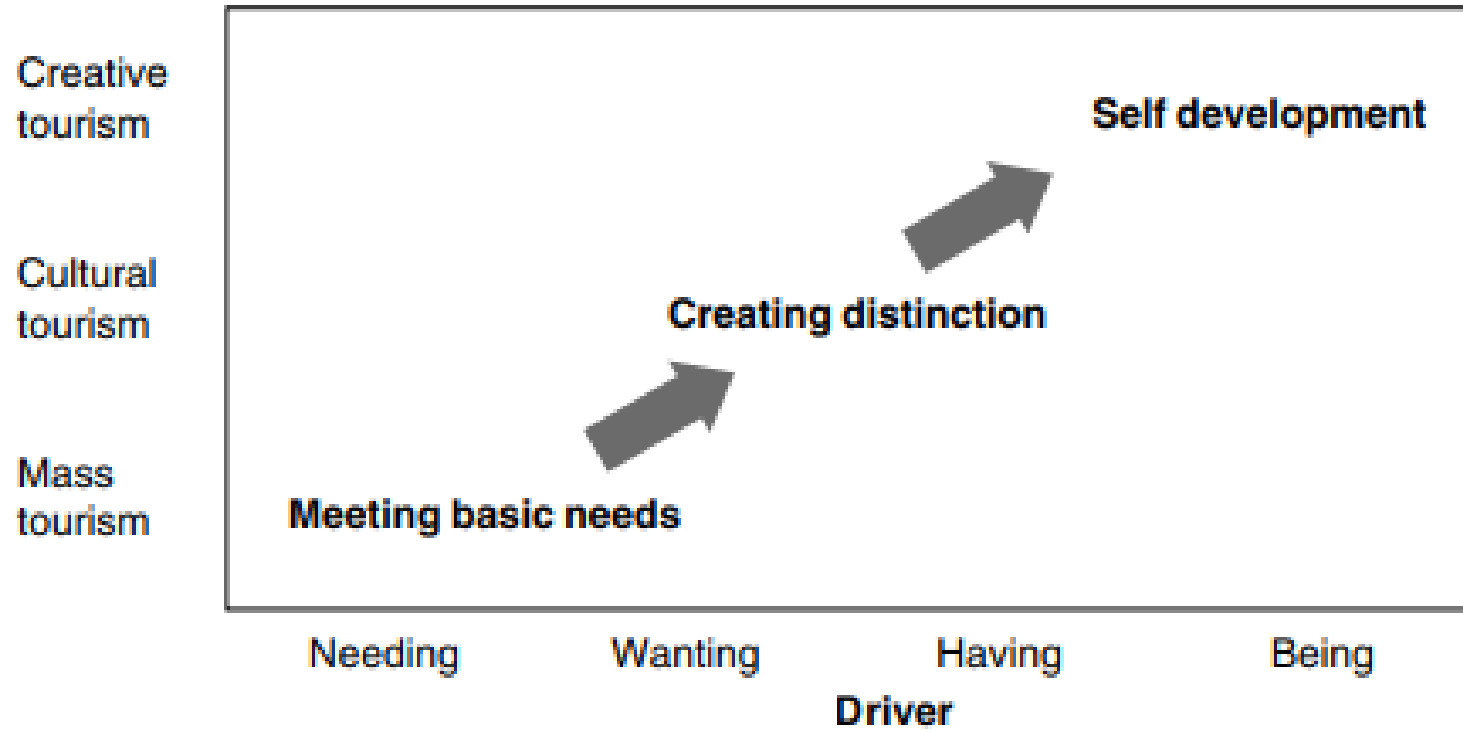 Creative
tourism
Self development
Cultural
tourism
Creating distinction
Mass
tourism
Meeting basic needs
Needing Wanting Having Being
Driver